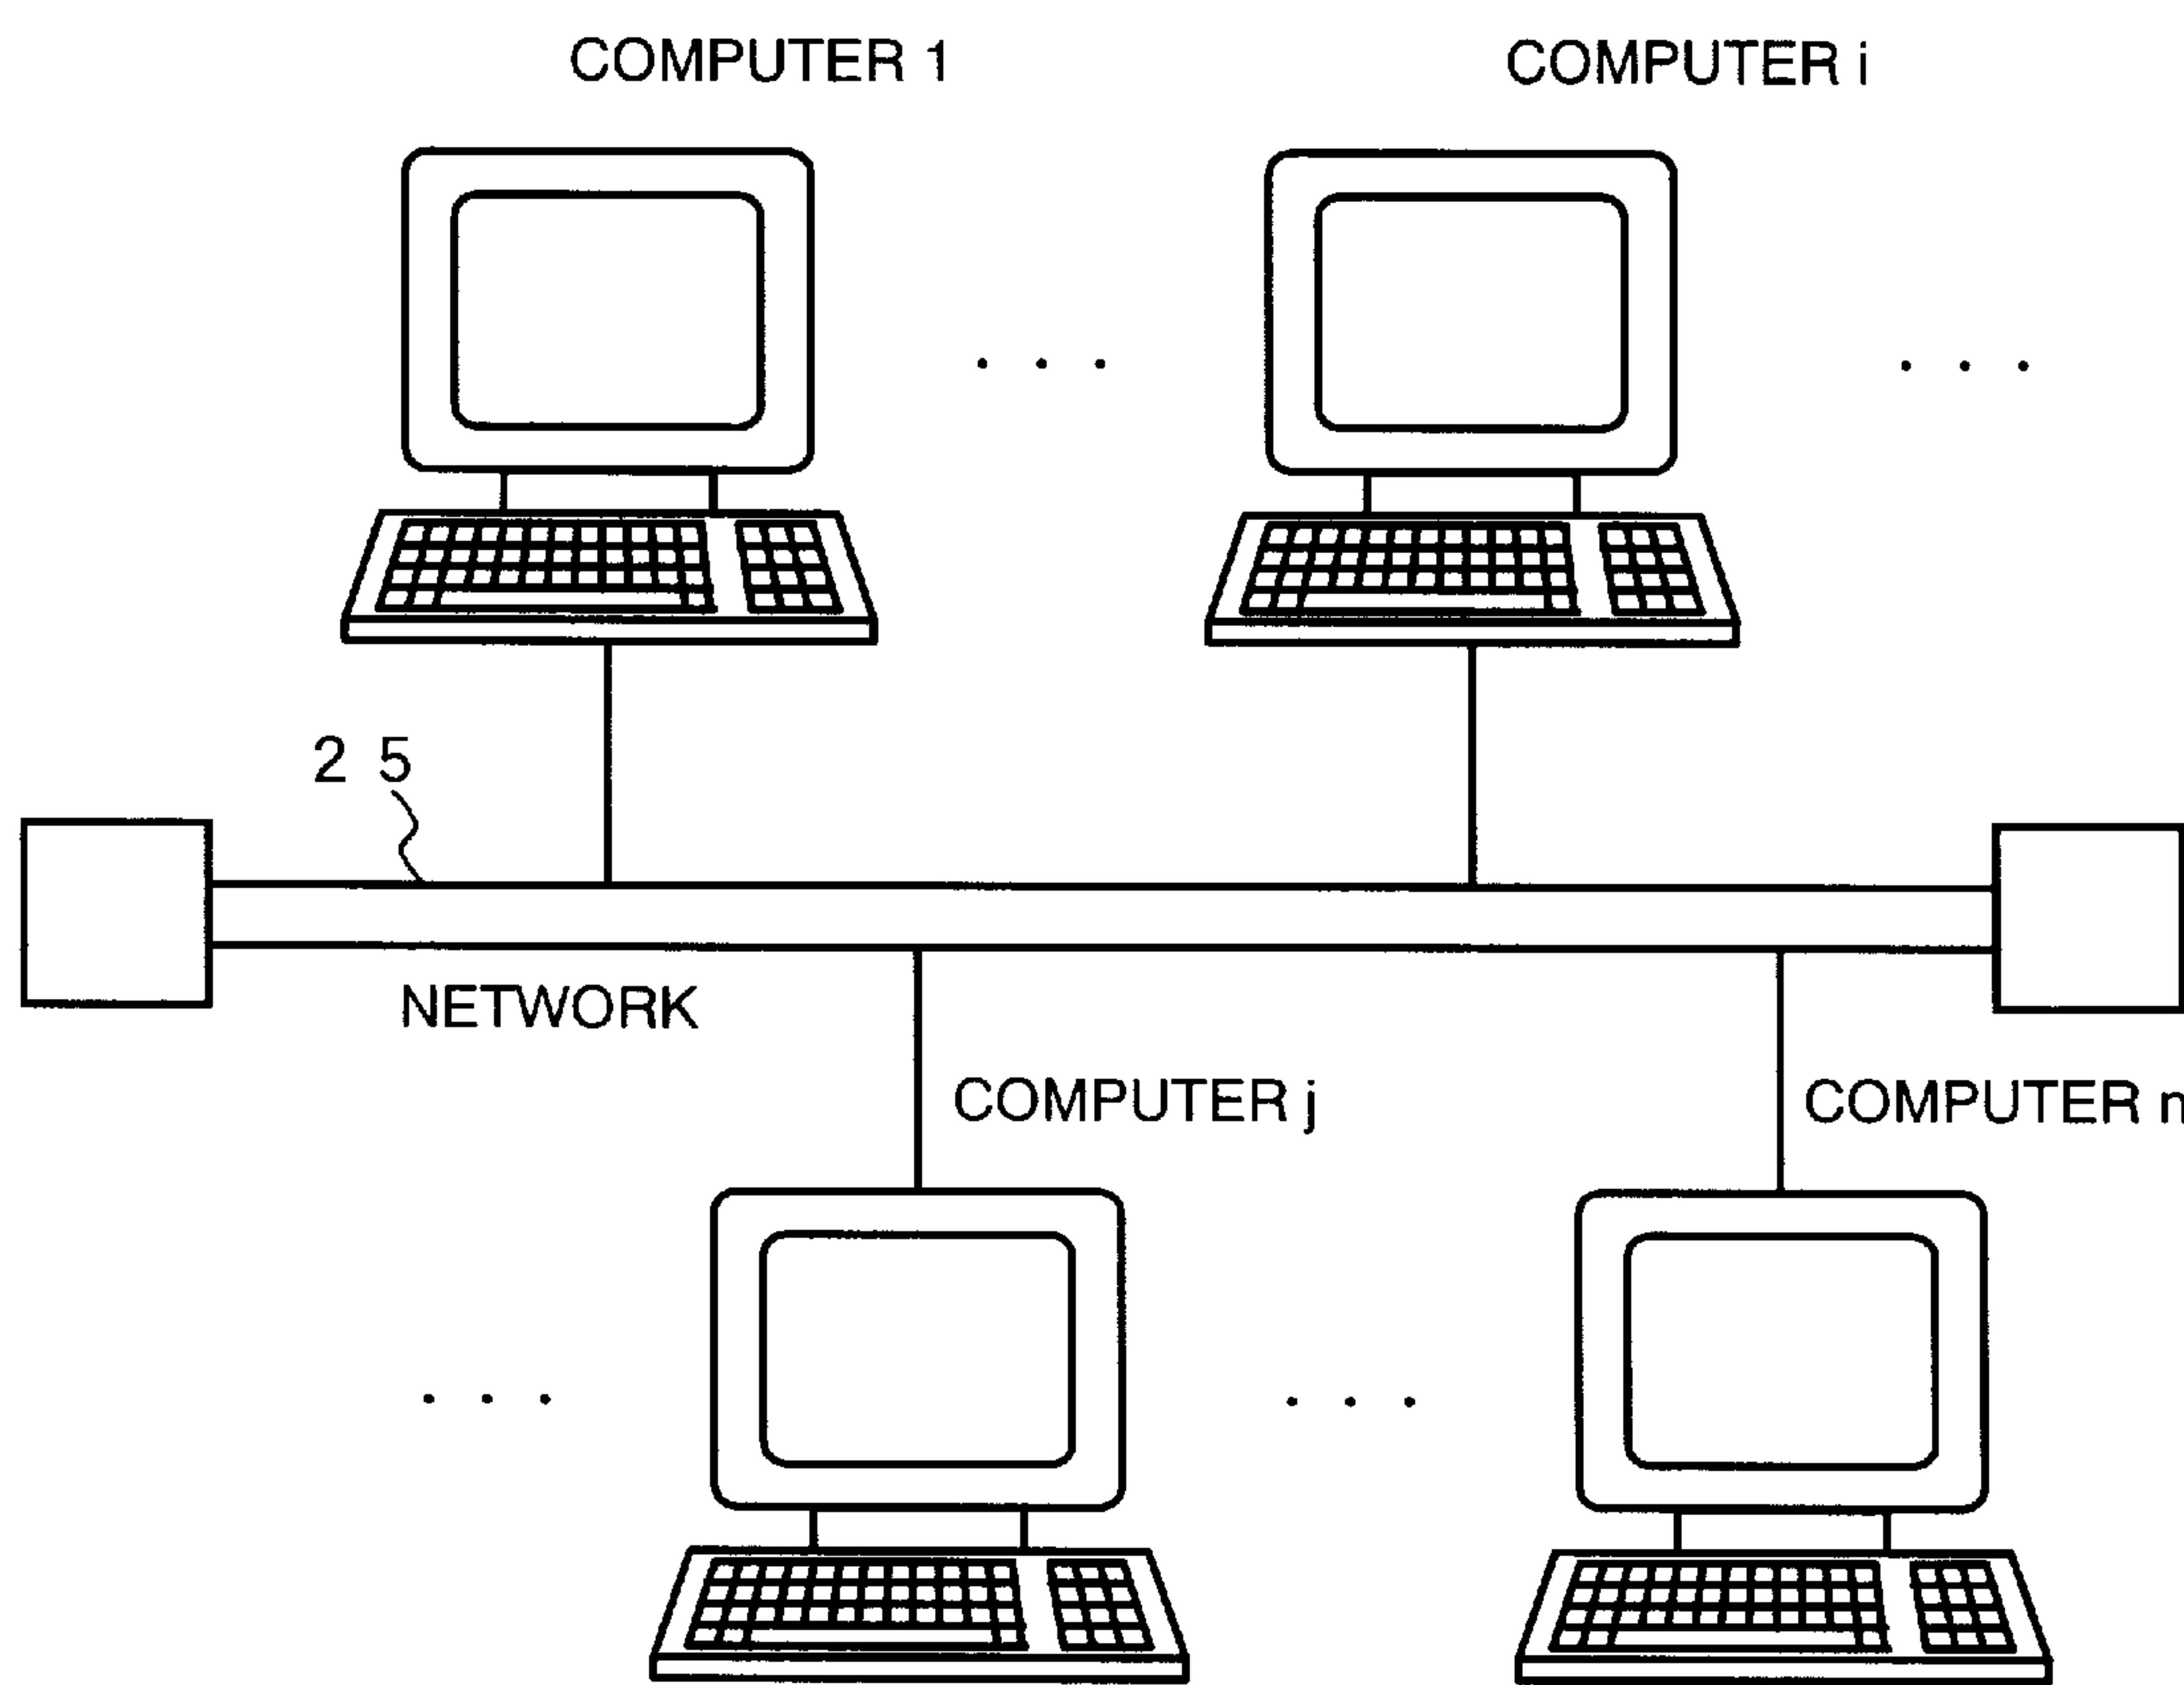 COMPUTER 1
COMPUTER i
. . .
. . .
2 5
NETWORK
COMPUTER j
COMPUTER n
. . .
. . .